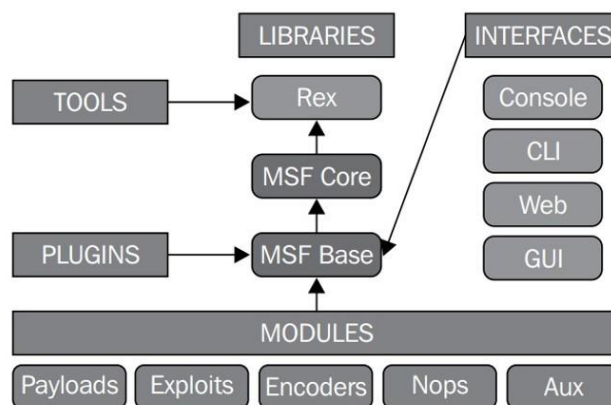 LIBRARIES
INTERFACES
TOOLS
Rex
Console
MSF Core
CLI
Web
PLUGINS
MSF Base
GUI
MODULES
Payloads
Exploits
Encoders
Nops
Aux